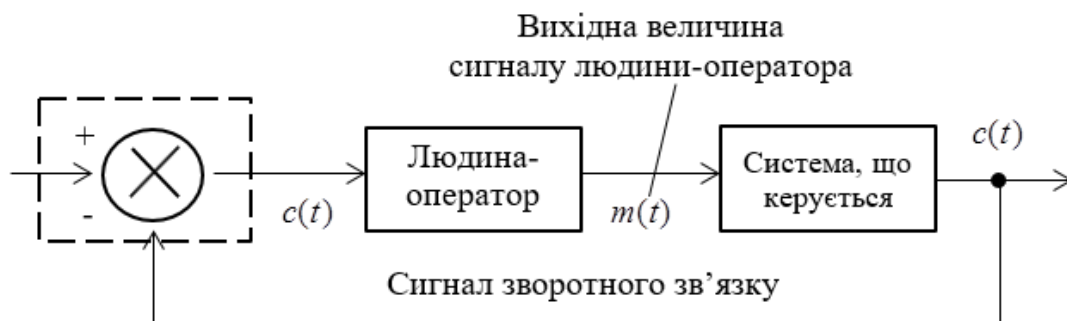 Вихідна величина
сигналу людини-оператора
+
-
c(t)
Людина-
оператор
m(t)
Система, що
керується
c(t)
Сигнал зворотного зв’язку